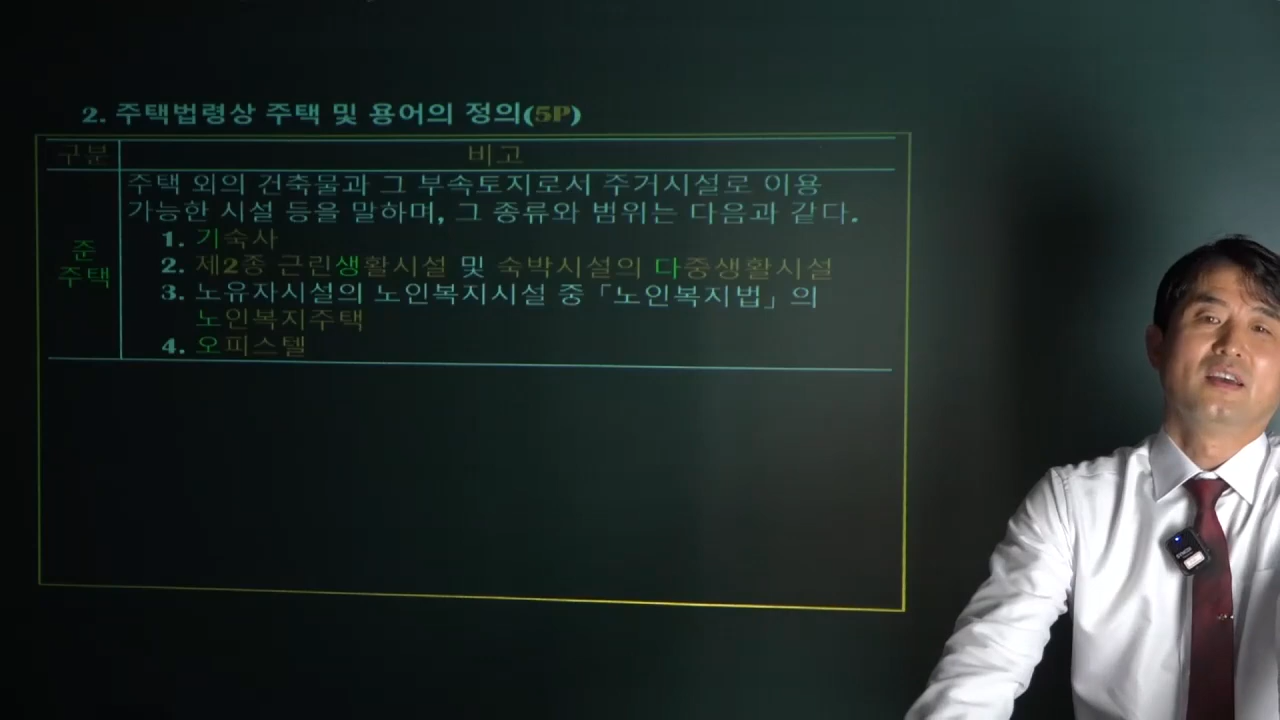 2. 주택법령상 주택 및 용어의 정의(5P)
구분 비고
준
주택
주택 외의 건축물과 그 부속토지로서 주거시설로 이용
가능한 시설 등을 말하며, 그 종류와 범위는 다음과 같다.
1. 기숙사
2. 제2종 근린생활시설 및 숙박시설의 다중생활시설
3. 노유자시설의 노인복지시설 중 「노인복지법」의
노인복지주택
4. 오피스텔